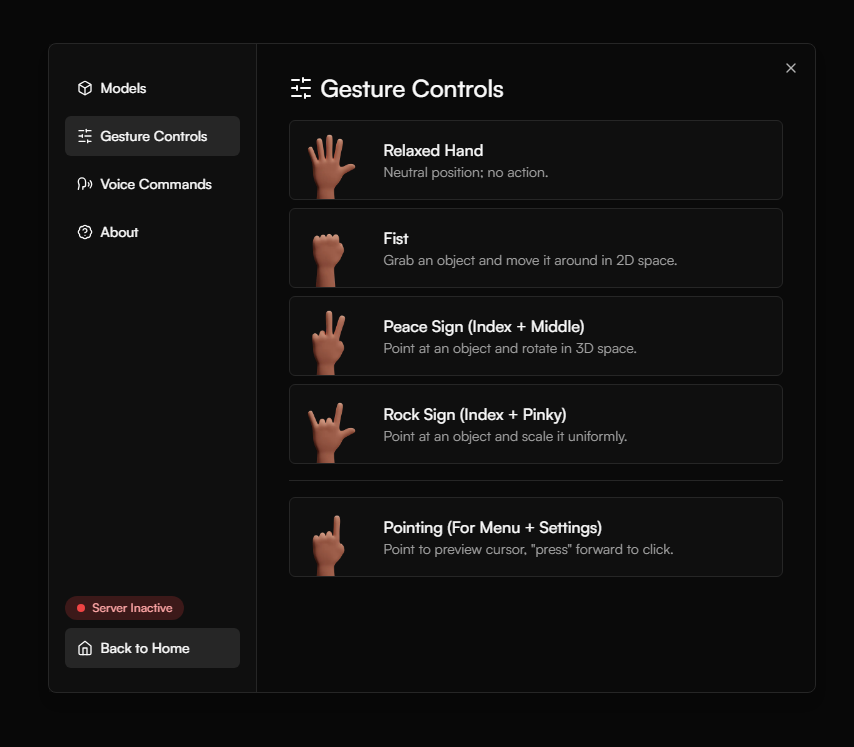 Models
Gesture Controls
Voice Commands
About
Server Inactive
Back to Home
Gesture Controls
Relaxed Hand
Neutral position; no action.
Fist
Grab an object and move it around in 2D space.
Peace Sign (Index + Middle)
Point at an object and rotate in 3D space.
Rock Sign (Index + Pinky)
Point at an object and scale it uniformly.
Pointing (For Menu + Settings)
Point to preview cursor, "press" forward to click.